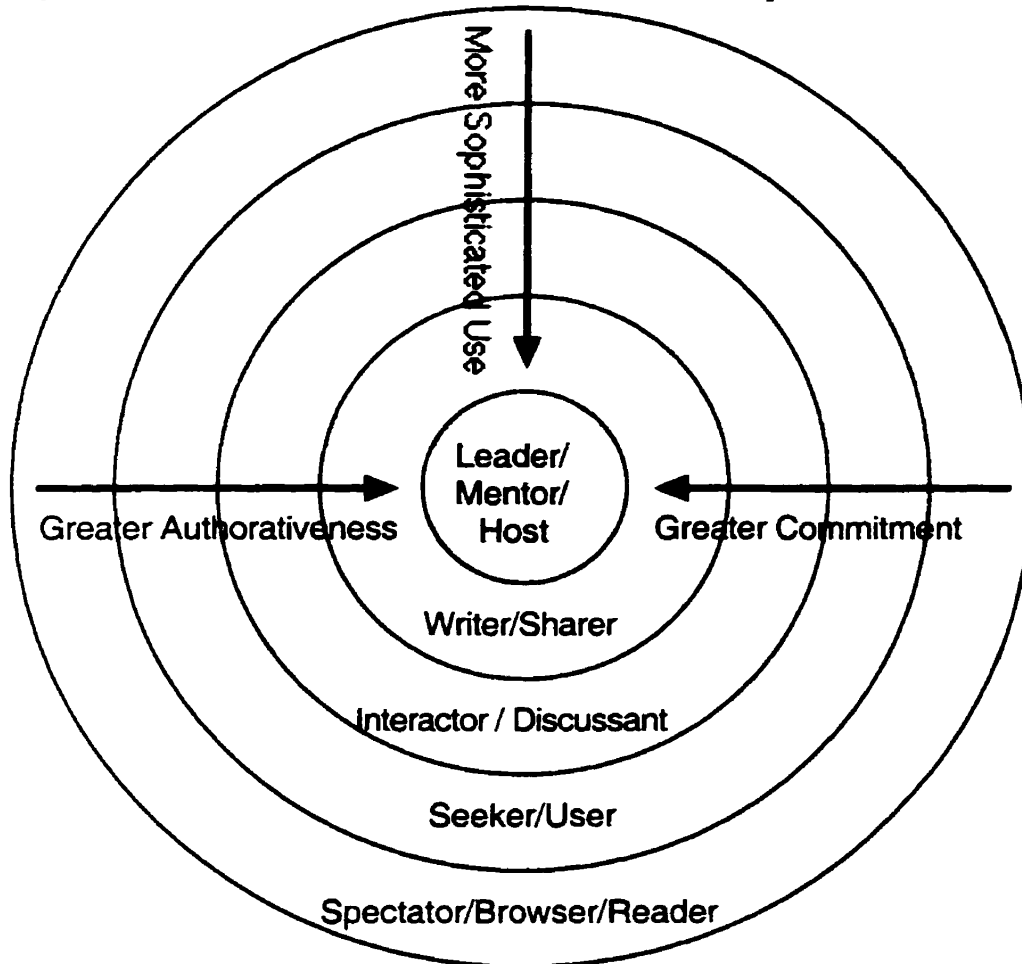 More Sophisticated Use
Leader/
Mentor/
Host
Greater Authorativeness
Greater Commitment
Writer/Sharer
Interactor / Discussant
Seeker/User
Spectator/Browser/Reader